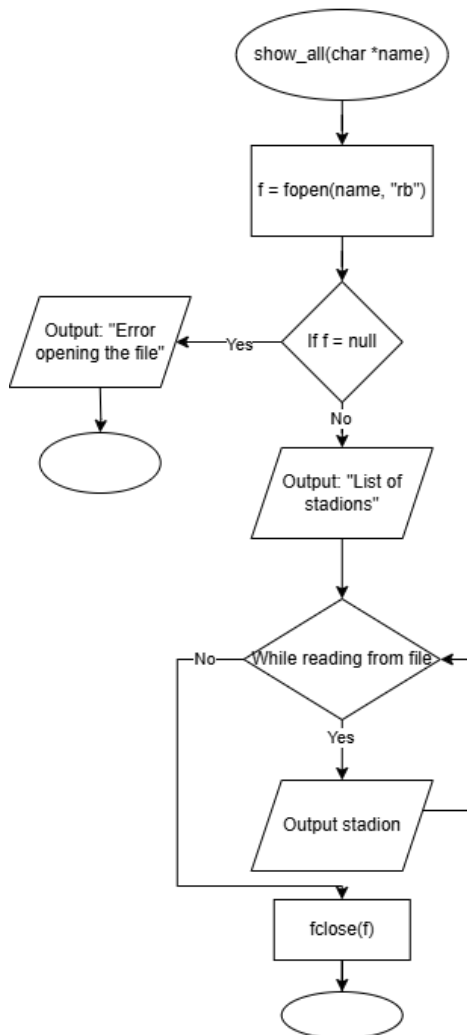 show_all(char *name)
f = fopen(name, "rb")
If f = null
Yes
Output: "Error
opening the file"
No
Output: "List of
stadions"
While reading from file
No
Yes
Output stadion
fclose(f)